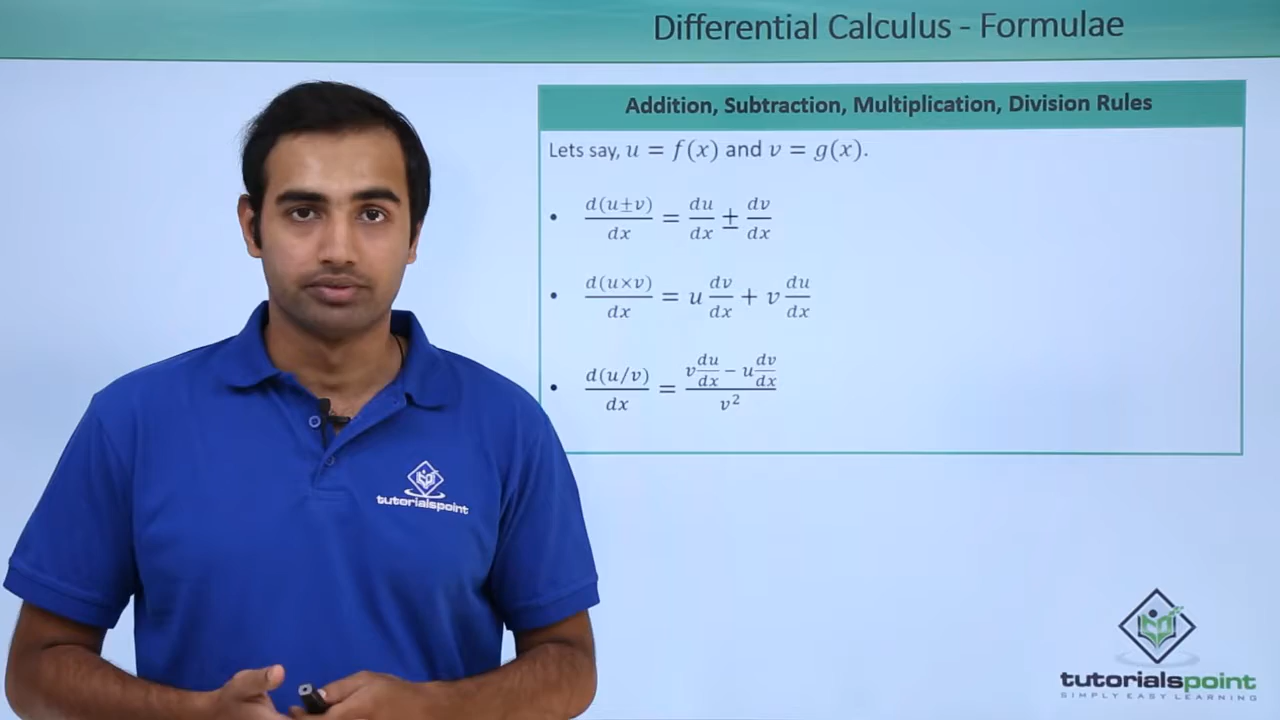 Differential Calculus - Formulae
Addition, Subtraction, Multiplication, Division Rules
Lets say, u = f(x) and v = g(x).
• d(u±v)/dx = du/dx ± dv/dx
• d(u×v)/dx = u dv/dx + v du/dx
• d(u/v)/dx = (v du/dx − u dv/dx)/v²
tutorialspoint
tutorialspoint
SIMPLY EASY LEARNING